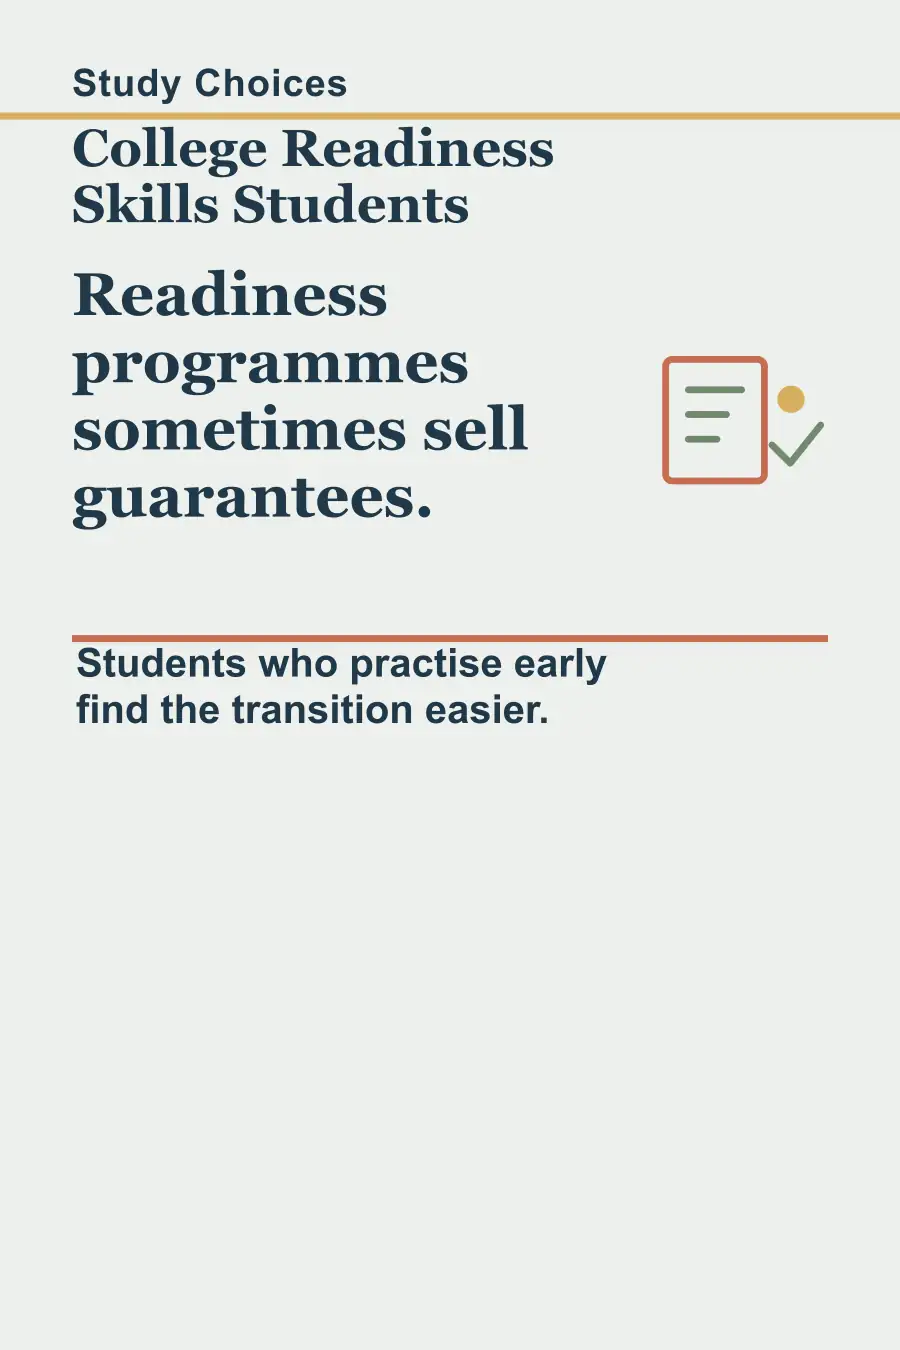 Study Choices
College Readiness
Skills Students
Readiness
programmes
sometimes sell
guarantees.
Students who practise early
find the transition easier.